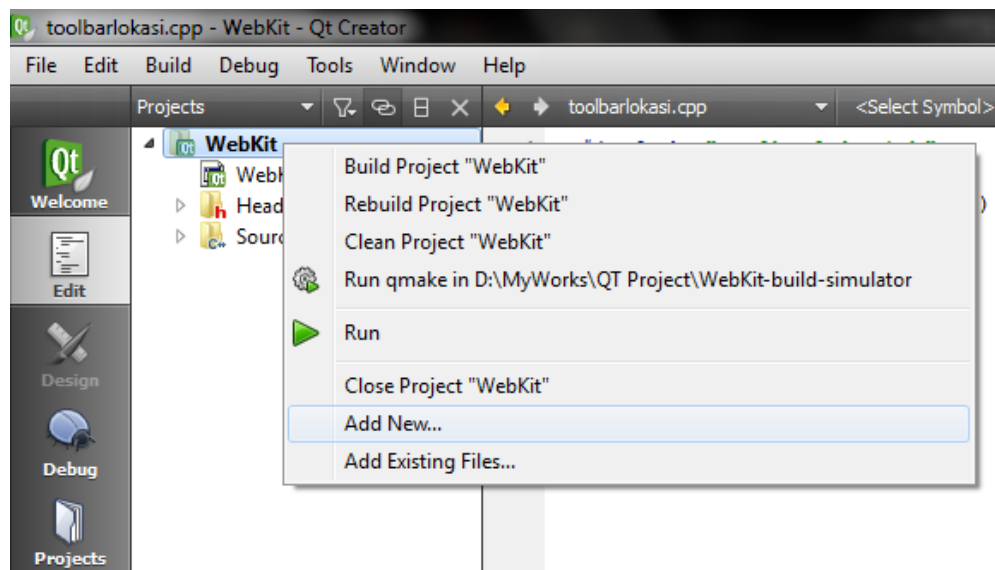 toolbarlokasi.cpp - WebKit - Qt Creator
File Edit Build Debug Tools Window Help
Projects toolbarlokasi.cpp <Select Symbol>
WebKit
Head
Sourc
Build Project "WebKit"
Rebuild Project "WebKit"
Clean Project "WebKit"
Run qmake in D:\MyWorks\QT Project\WebKit-build-simulator
Run
Close Project "WebKit"
Add New...
Add Existing Files...
)
Qt
Welcome
Edit
Design
Debug
Projects